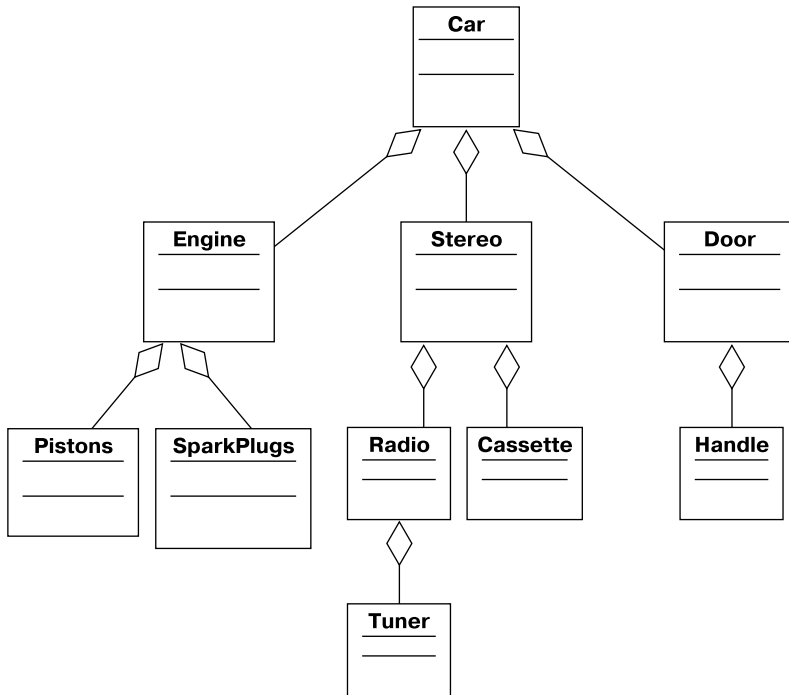 Car
Engine
Stereo
Door
Pistons
SparkPlugs
Radio
Cassette
Handle
Tuner